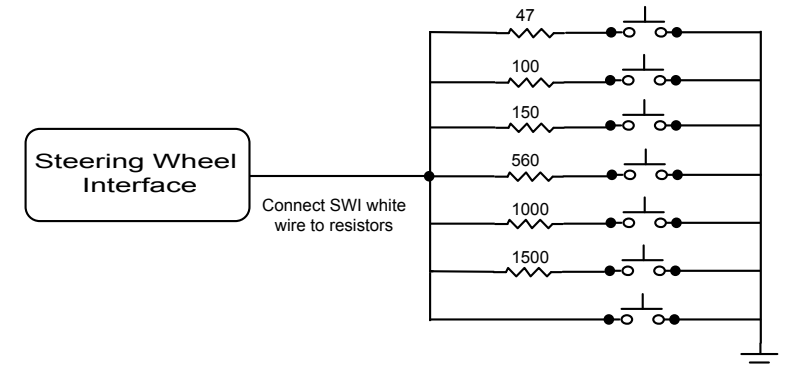 47
100
150
560
1000
1500
Steering Wheel
Interface
Connect SWI white
wire to resistors